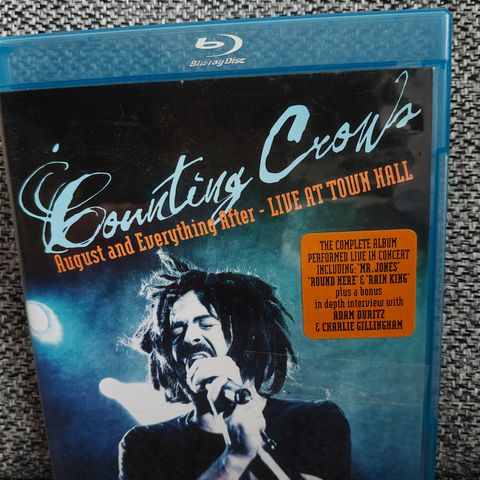 Blu-ray Disc
Counting Crows
August and Everything After - LIVE AT TOWN HALL
THE COMPLETE ALBUM
PERFORMED LIVE IN CONCERT
INCLUDING: "MR. JONES"
"ROUND HERE" & "RAIN KING"
plus a bonus
in depth interview with
ADAM DURITZ
& CHARLIE GILLINGHAM